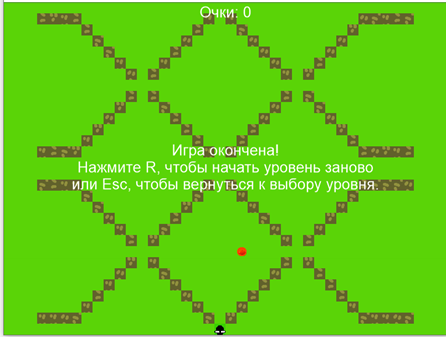 Очки: 0
Игра окончена!
Нажмите R, чтобы начать уровень заново
или Esc, чтобы вернуться к выбору уровня.